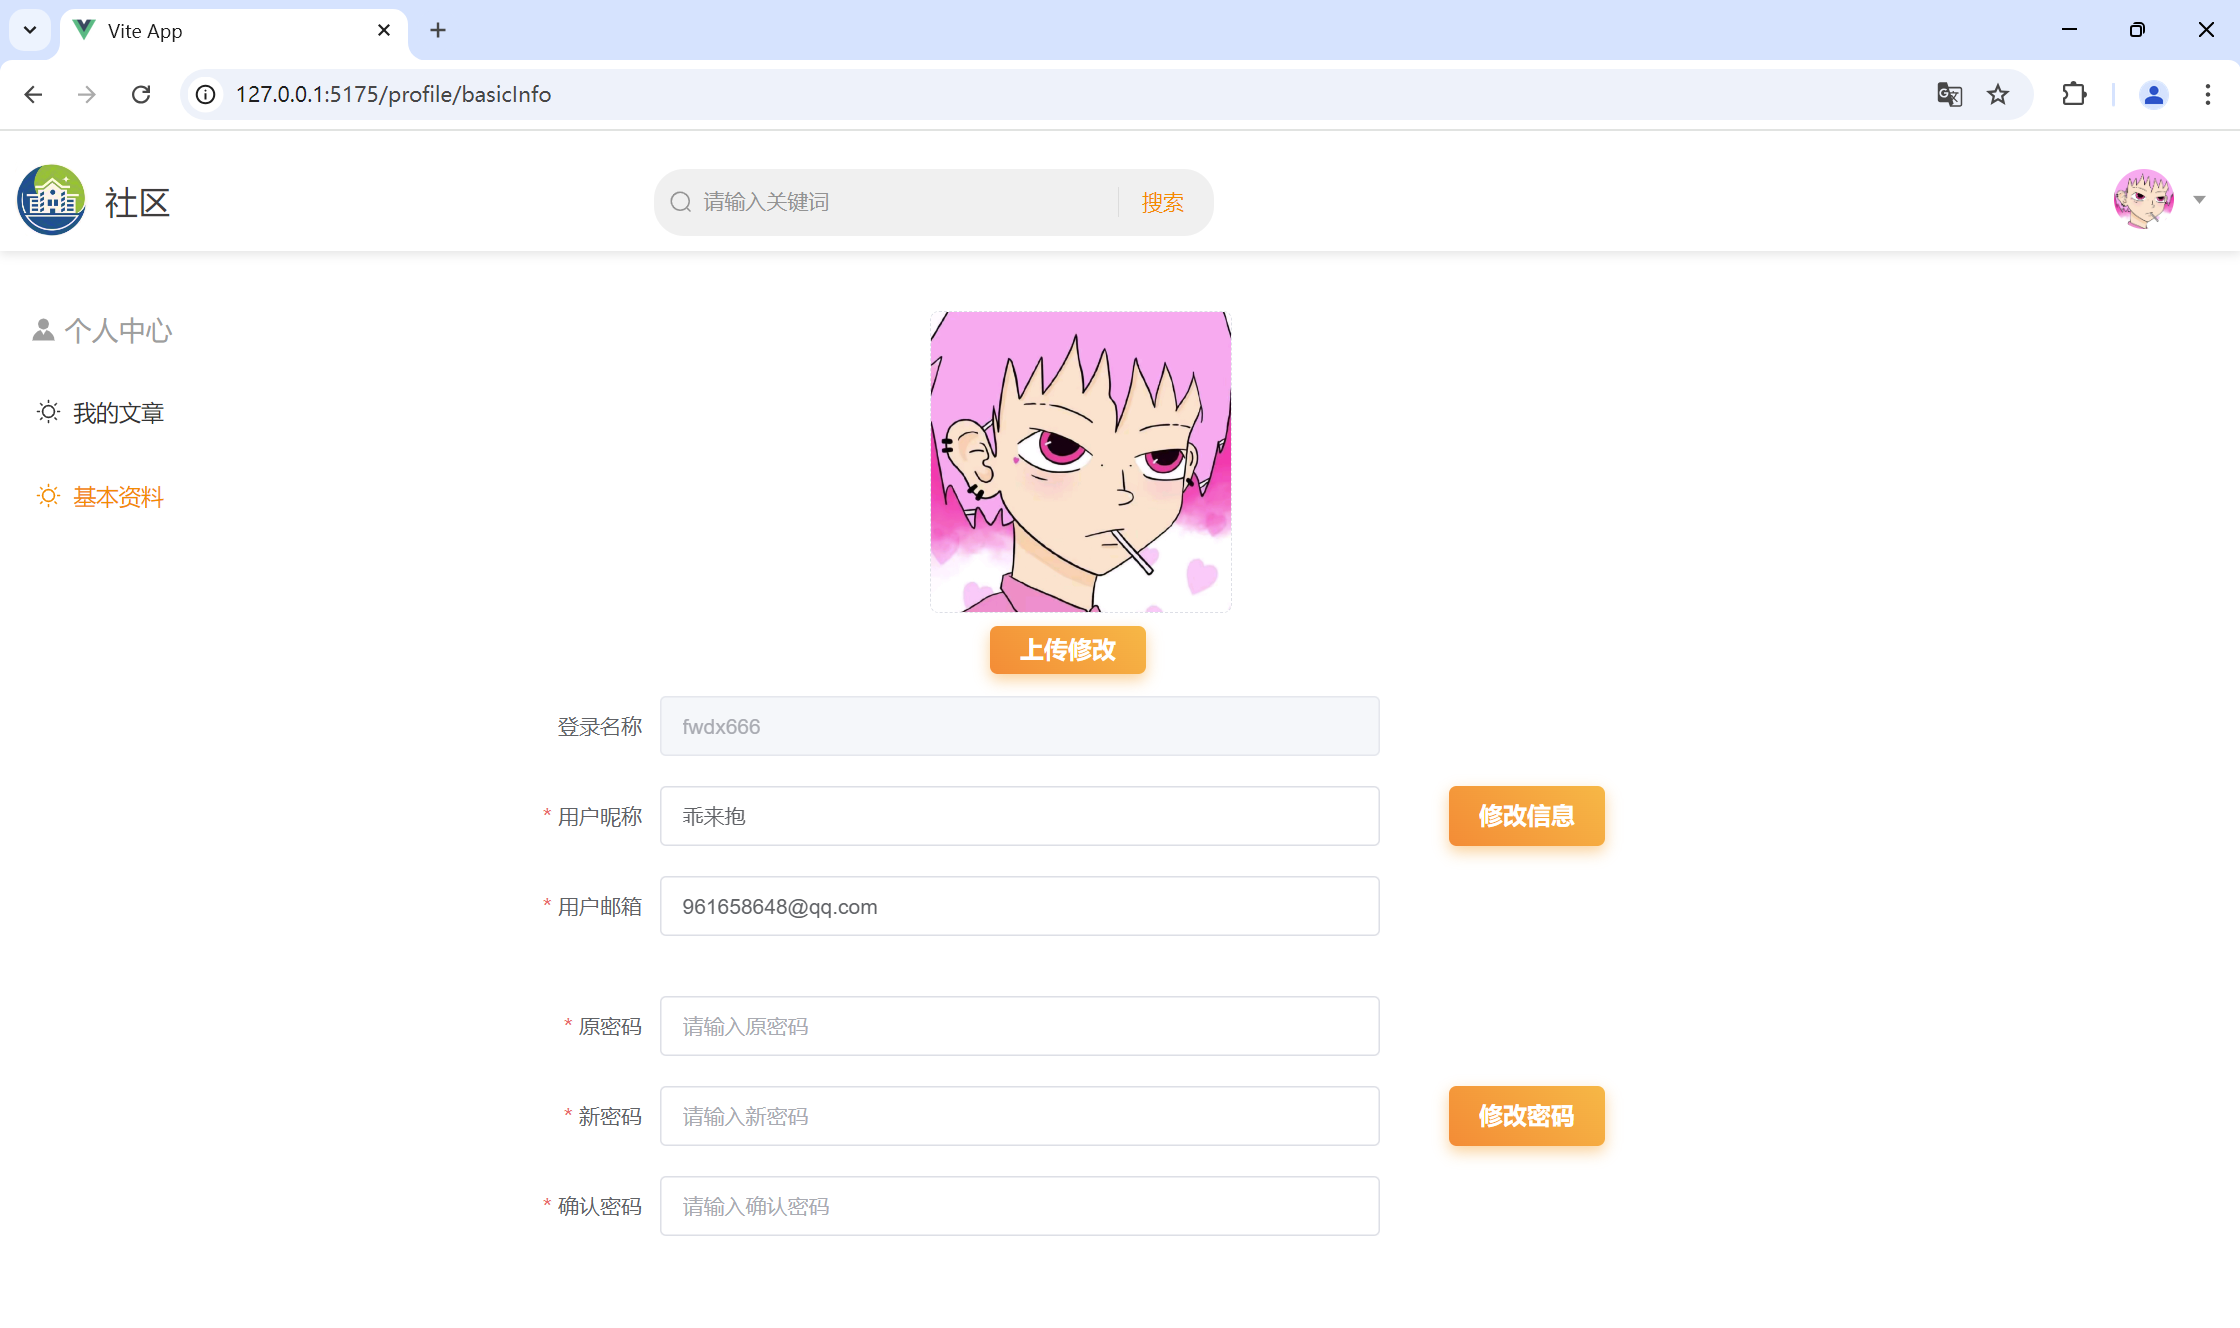 Vite App
127.0.0.1:5175/profile/basicInfo
社区
请输入关键词
搜索
个人中心
我的文章
基本资料
上传修改
登录名称 fwdx666
* 用户昵称 乖来抱
修改信息
* 用户邮箱 961658648@qq.com
* 原密码 请输入原密码
* 新密码 请输入新密码
修改密码
* 确认密码 请输入确认密码